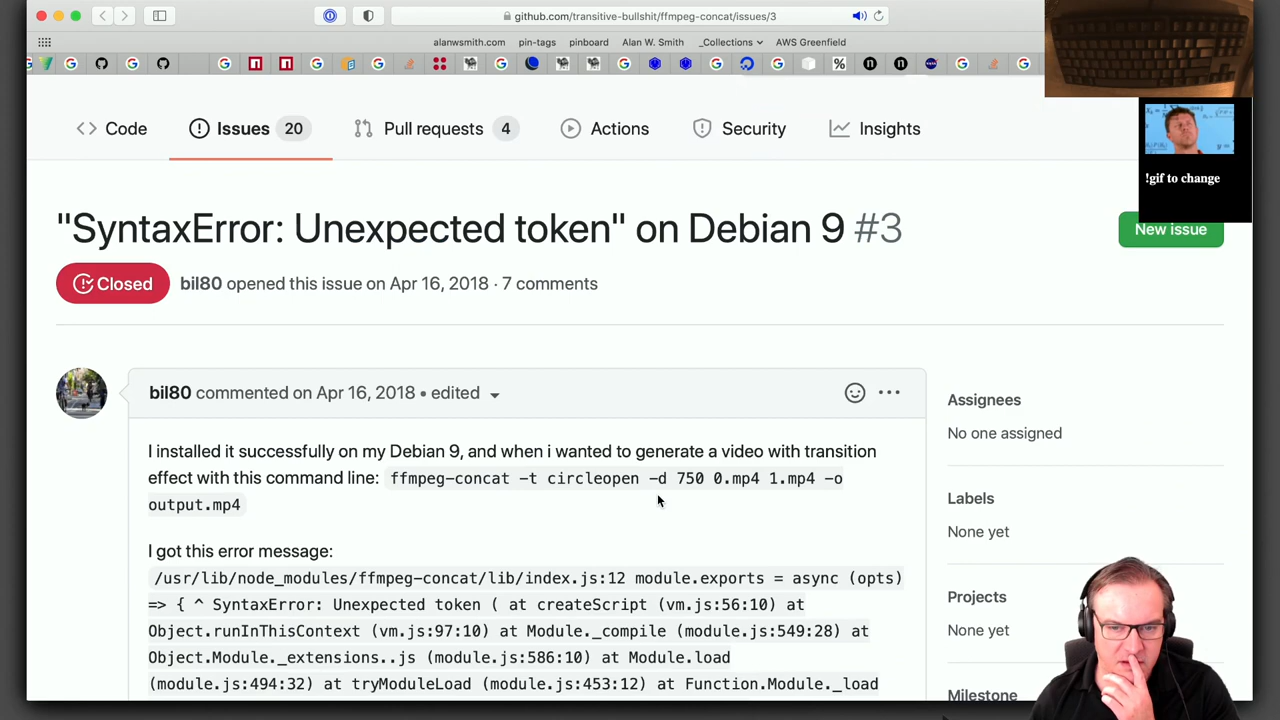 github.com/transitive-bullshit/ffmpeg-concat/issues/3
alanwsmith.com pin-tags pinboard Alan W. Smith _Collections AWS Greenfield
Code Issues 20 Pull requests 4 Actions Security Insights
!gif to change
"SyntaxError: Unexpected token" on Debian 9 #3
New issue
Closed bil80 opened this issue on Apr 16, 2018 · 7 comments
bil80 commented on Apr 16, 2018 • edited
I installed it successfully on my Debian 9, and when i wanted to generate a video with transition
effect with this command line: ffmpeg-concat -t circleopen -d 750 0.mp4 1.mp4 -o
output.mp4
I got this error message:
/usr/lib/node_modules/ffmpeg-concat/lib/index.js:12 module.exports = async (opts)
=> { ^ SyntaxError: Unexpected token ( at createScript (vm.js:56:10) at
Object.runInThisContext (vm.js:97:10) at Module._compile (module.js:549:28) at
Object.Module._extensions..js (module.js:586:10) at Module.load
(module.js:494:32) at tryModuleLoad (module.js:453:12) at Function.Module._load
Assignees
No one assigned
Labels
None yet
Projects
None yet
Milestone